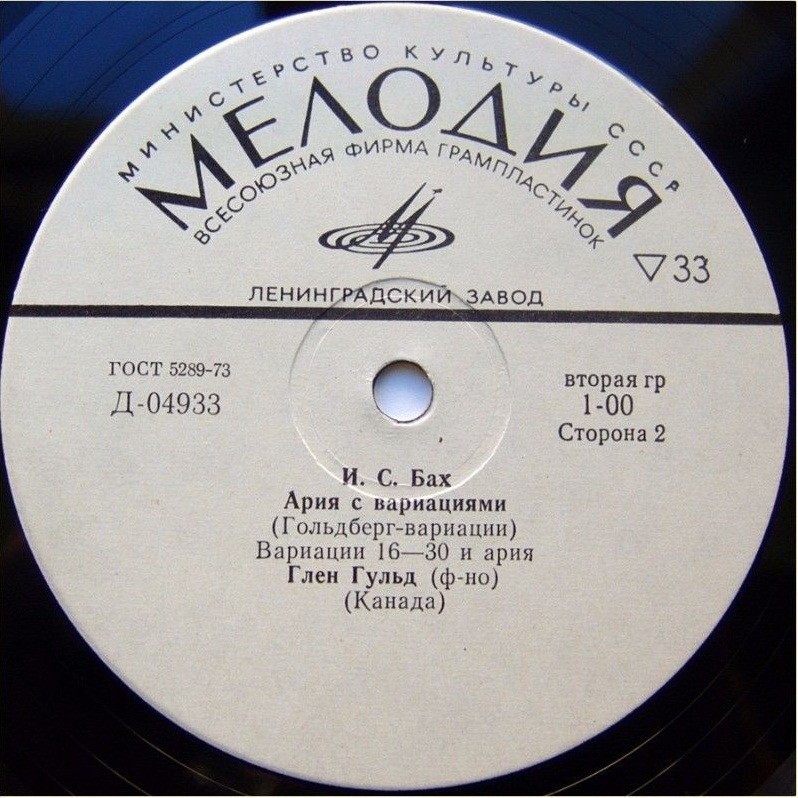 МИНИСТЕРСТВО КУЛЬТУРЫ СССР
МЕЛОДИЯ
ВСЕСОЮЗНАЯ ФИРМА ГРАМПЛАСТИНОК
▽33
ЛЕНИНГРАДСКИЙ ЗАВОД
ГОСТ 5289-73
Д-04933
вторая гр
1-00
Сторона 2
И. С. Бах
Ария с вариациями
(Гольдберг-вариации)
Вариации 16—30 и ария
Глен Гульд (ф-но)
(Канада)